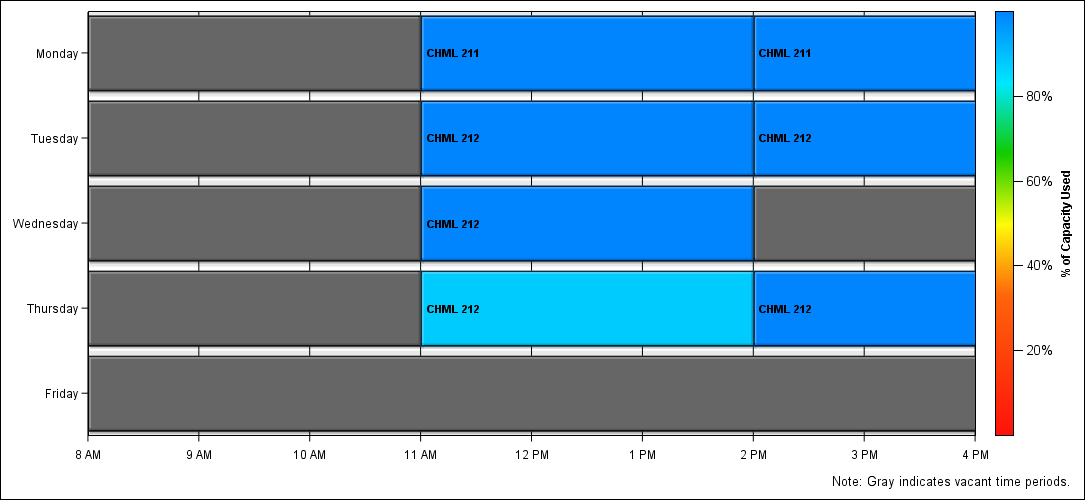 Monday
CHML 211
CHML 211
Tuesday
CHML 212
CHML 212
Wednesday
CHML 212
Thursday
CHML 212
CHML 212
Friday
8 AM
9 AM
10 AM
11 AM
12 PM
1 PM
2 PM
3 PM
4 PM
80%
60%
40%
20%
% of Capacity Used
Note: Gray indicates vacant time periods.